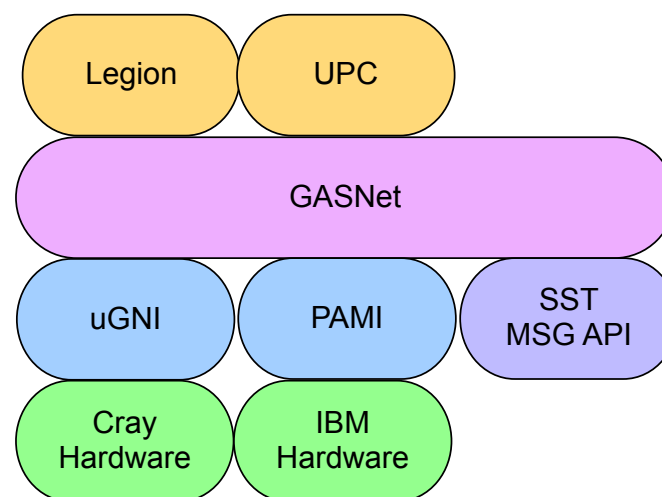 Legion
UPC
GASNet
uGNI
PAMI
SST
MSG API
Cray
Hardware
IBM
Hardware